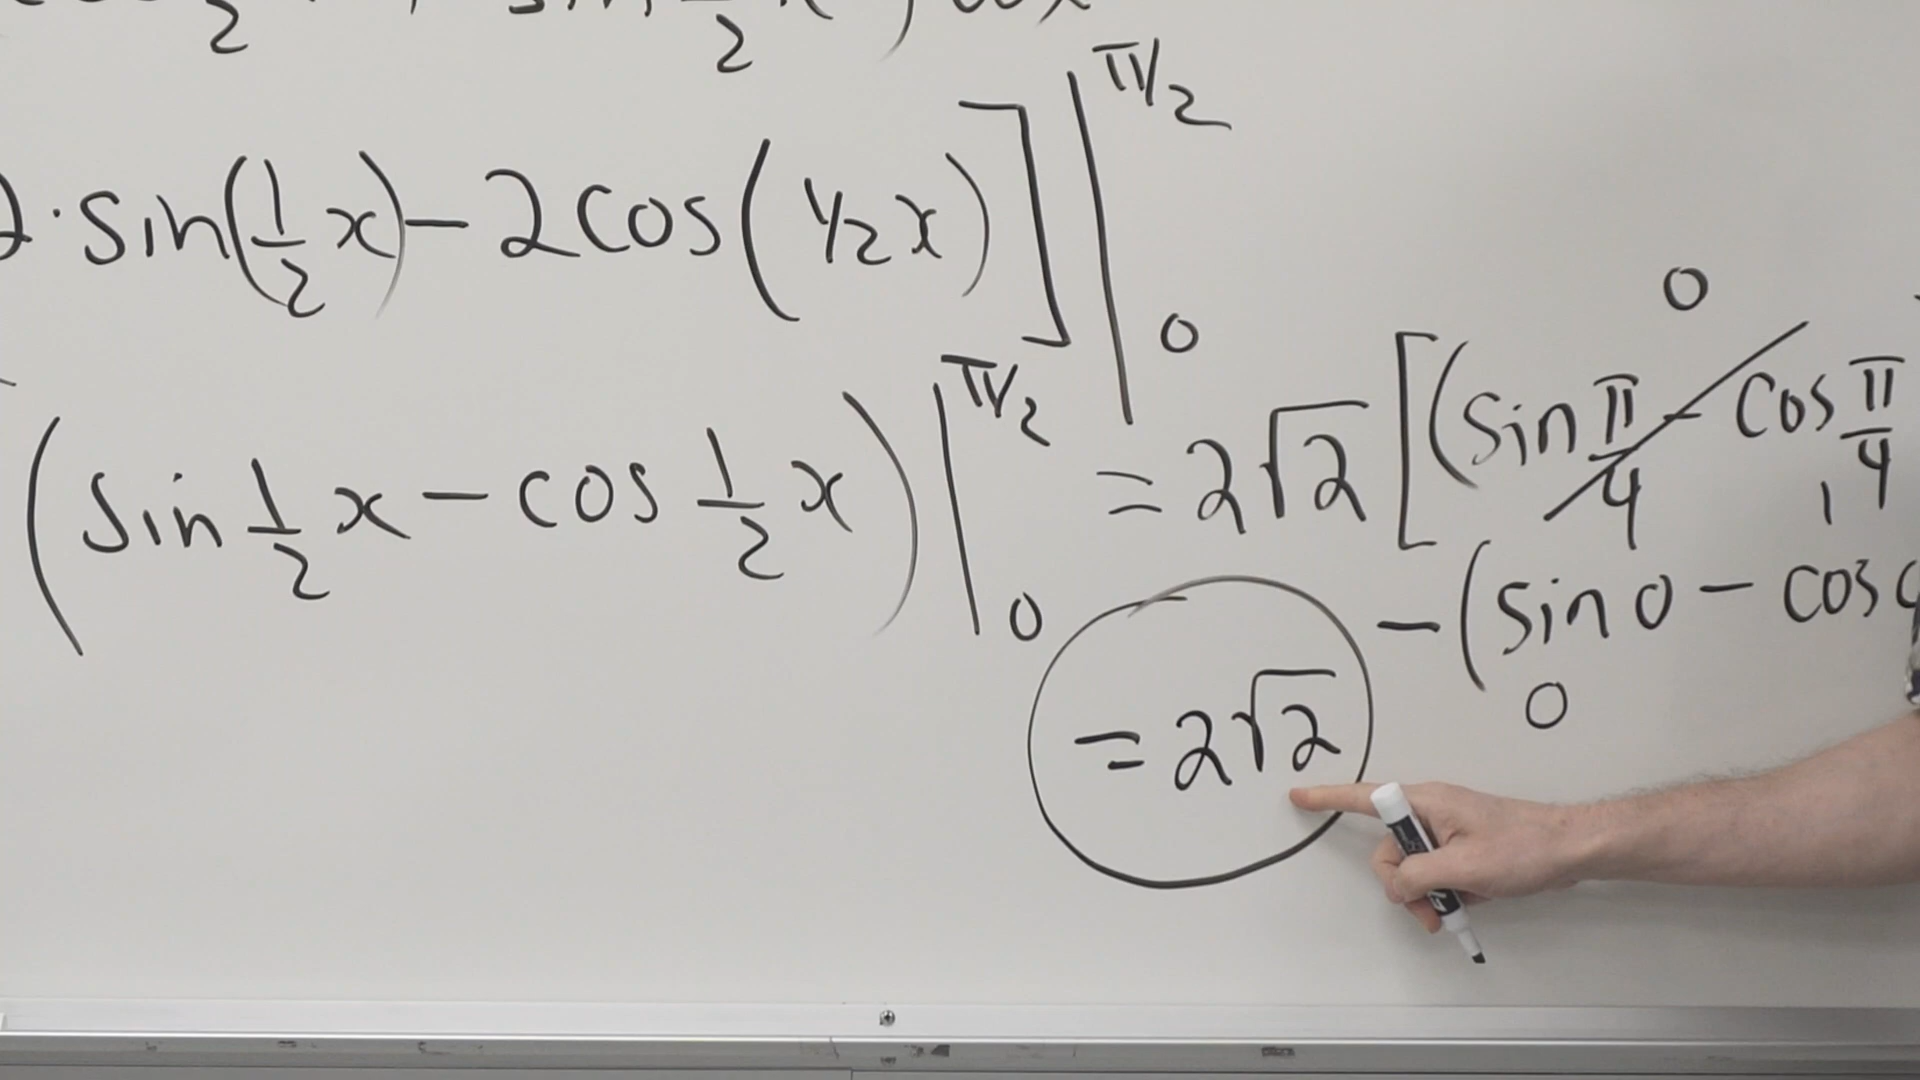 2 · sin(1/2 x) - 2cos(1/2 x)] | π/2 0
(sin 1/2 x - cos 1/2 x) | π/2 0
= 2√2 [(sin π/4 - cos π/4 0
- (sin 0 - cos 0 1
= 2√2